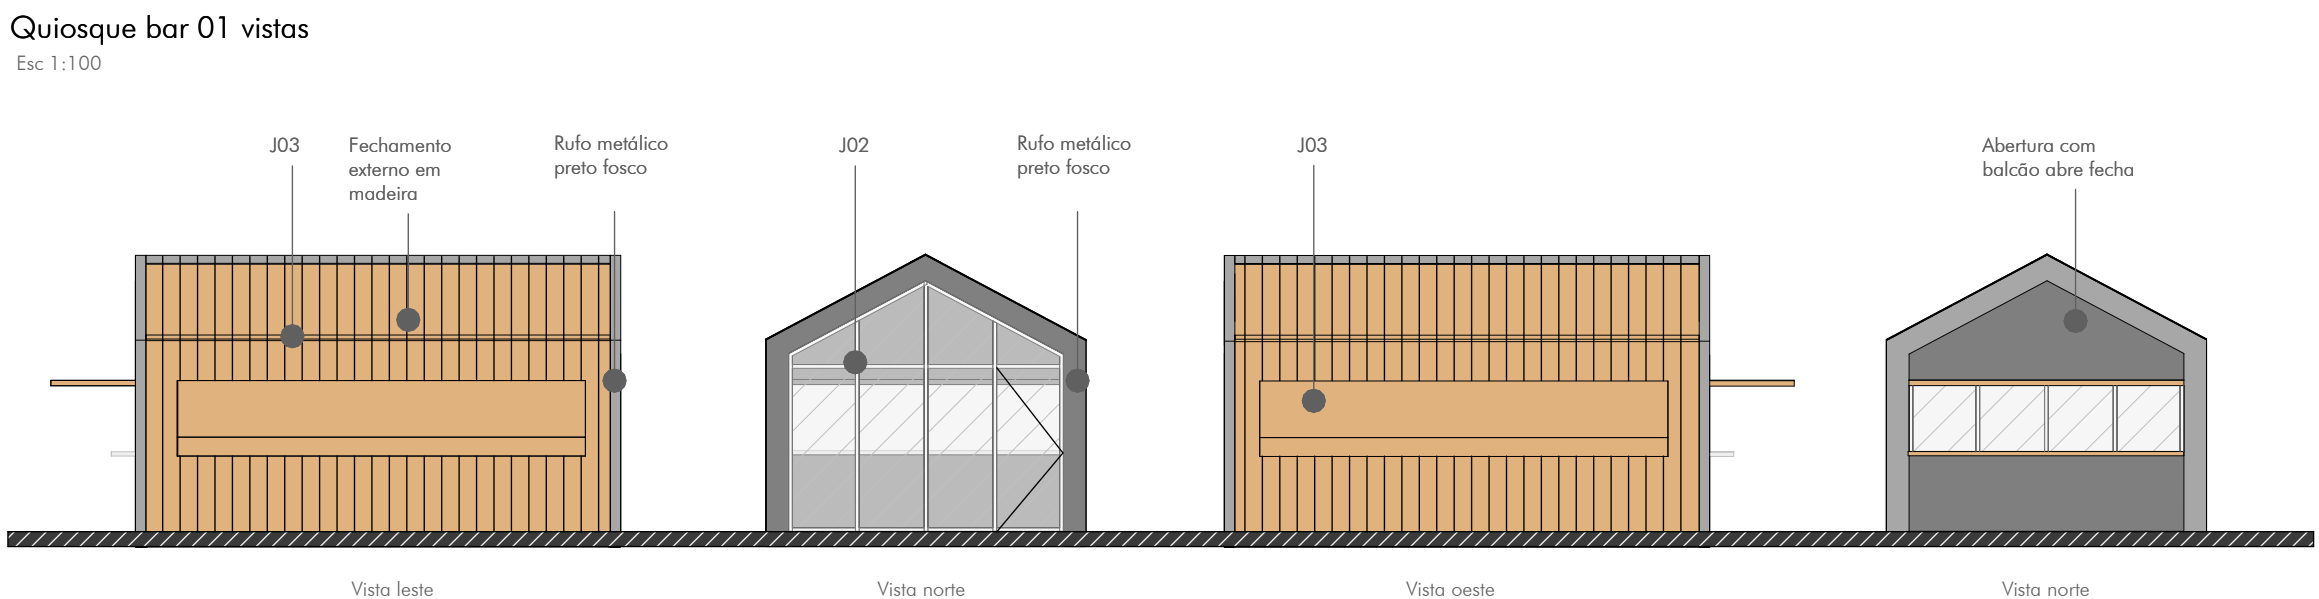 Quiosque bar 01 vistas
Esc 1:100
J03
Fechamento
externo em
madeira
Rufo metálico
preto fosco
J02
Rufo metálico
preto fosco
J03
Abertura com
balcão abre fecha
Vista leste
Vista norte
Vista oeste
Vista norte